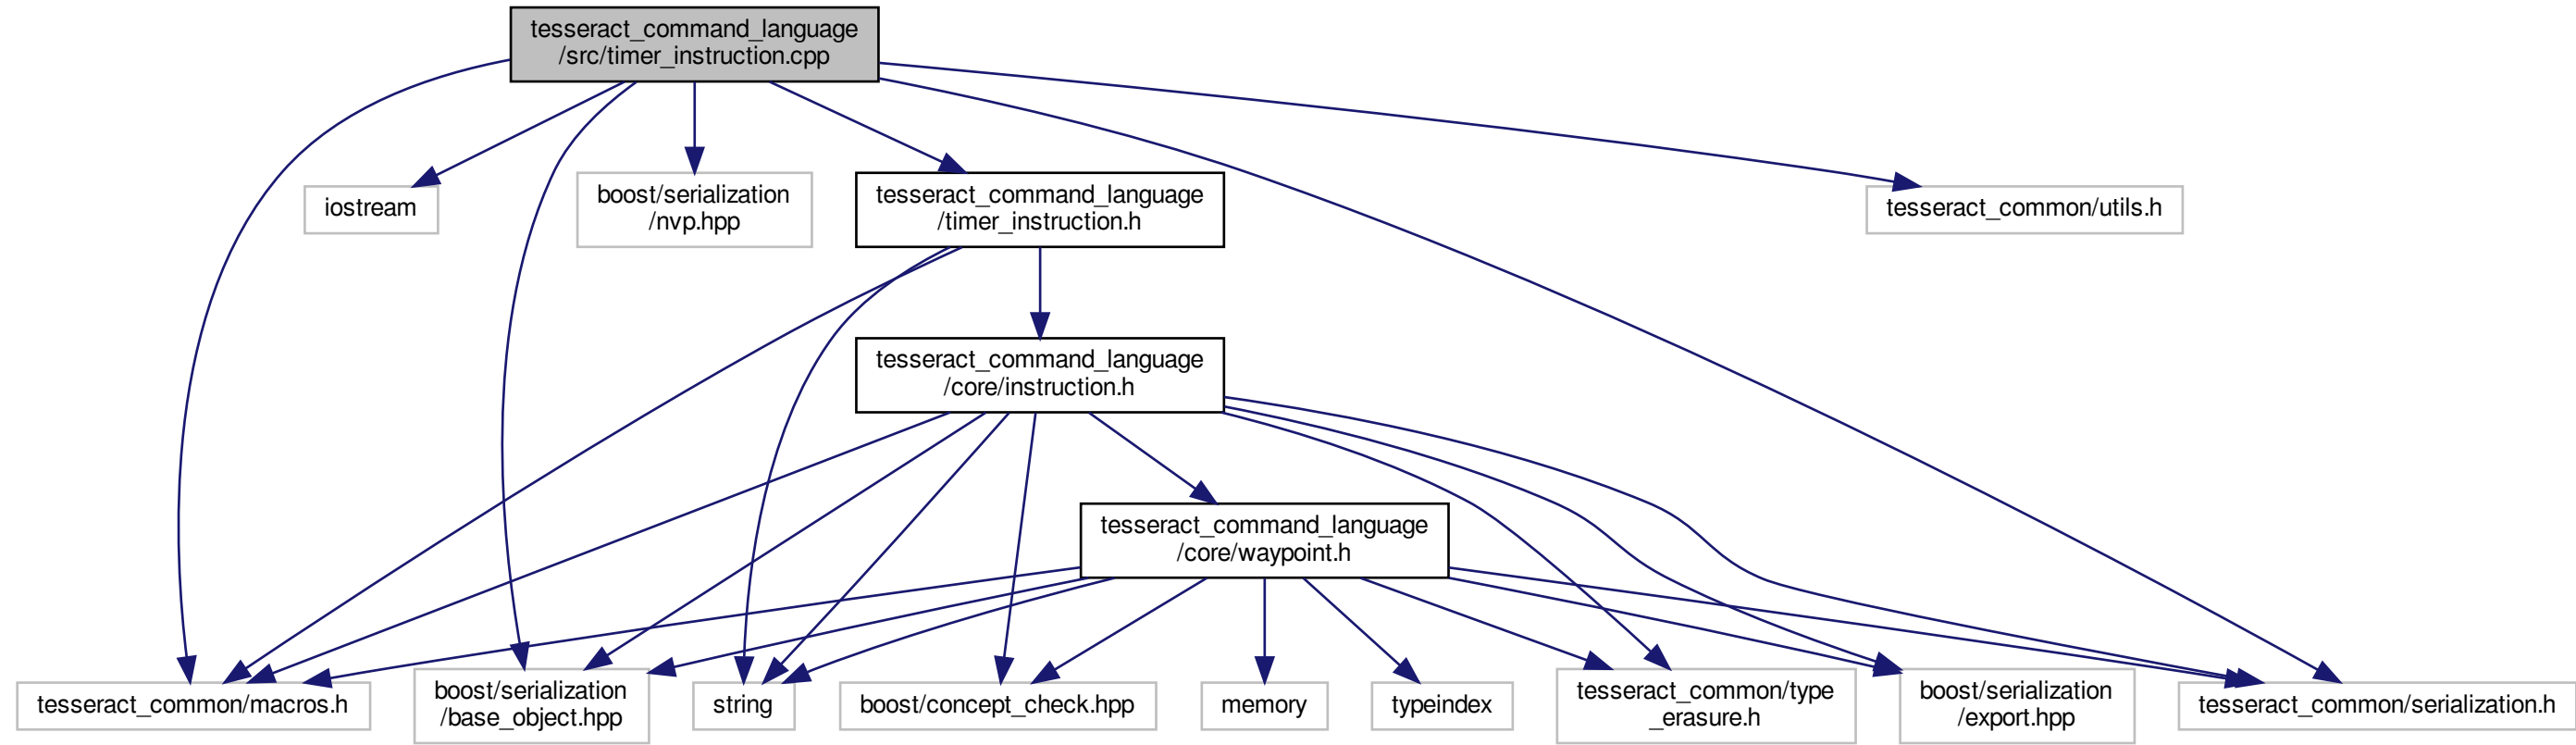 tesseract_command_language
/src/timer_instruction.cpp
iostream
boost/serialization
/nvp.hpp
tesseract_command_language
/timer_instruction.h
tesseract_common/utils.h
tesseract_command_language
/core/instruction.h
tesseract_command_language
/core/waypoint.h
tesseract_common/macros.h
boost/serialization
/base_object.hpp
string
boost/concept_check.hpp
memory
typeindex
tesseract_common/type
_erasure.h
boost/serialization
/export.hpp
tesseract_common/serialization.h